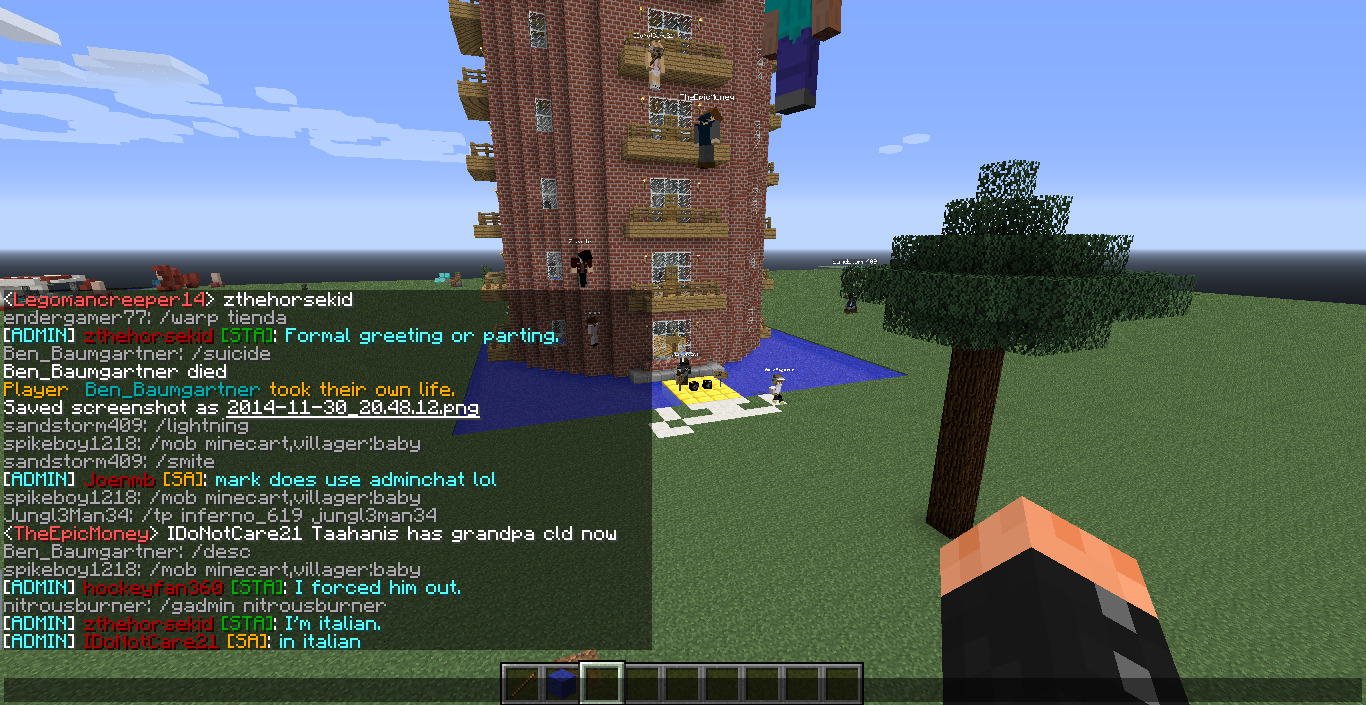 IDoNotCare21
TheEpicMoney
sandstorm409
<Legomancreeper14> zthehorsekid
endergamer77: /warp tienda
[ADMIN] zthehorsekid [STA]: Formal greeting or parting.
Ben_Baumgartner: /suicide
Ben_Baumgartner died
Player Ben_Baumgartner took their own life.
Saved screenshot as 2014-11-30_20.48.12.png
sandstorm409: /lightning
spikeboy1218: /mob minecart,villager:baby
sandstorm409: /smite
[ADMIN] Joenmb [SA]: mark does use adminchat lol
spikeboy1218: /mob minecart,villager:baby
Jungl3Man34: /tp inferno_619 jungl3man34
<TheEpicMoney> IDoNotCare21 Taahanis has grandpa cld now
Ben_Baumgartner: /desc
spikeboy1218: /mob minecart,villager:baby
[ADMIN] hockeyfan360 [STA]: I forced him out.
nitrousburner: /gadmin nitrousburner
[ADMIN] zthehorsekid [STA]: I'm italian.
[ADMIN] IDoNotCare21 [SA]: in italian